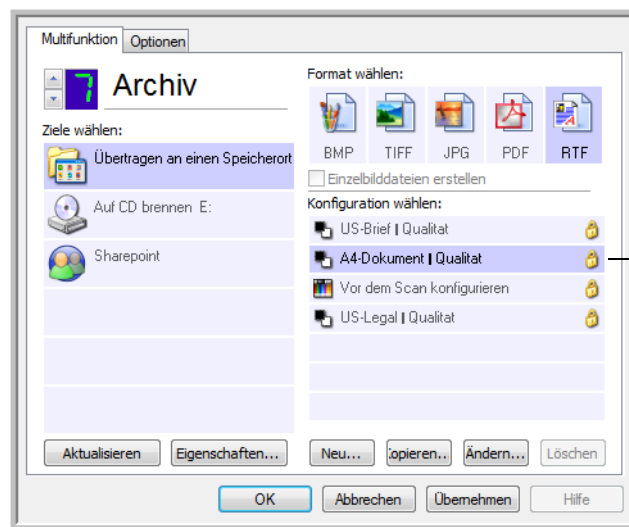 Multifunktion Optionen
7 Archiv
Ziele wählen:
Übertragen an einen Speicherort
Auf CD brennen E:
Sharepoint
Aktualisieren Eigenschaften...
Format wählen:
BMP TIFF JPG PDF RTF
Einzelbilddateien erstellen
Konfiguration wählen:
US-Brief | Qualitat
A4-Dokument | Qualitat
Vor dem Scan konfigurieren
US-Legal | Qualitat
Neu... opieren.. Ändern... Löschen
OK Abbrechen Übernehmen Hilfe